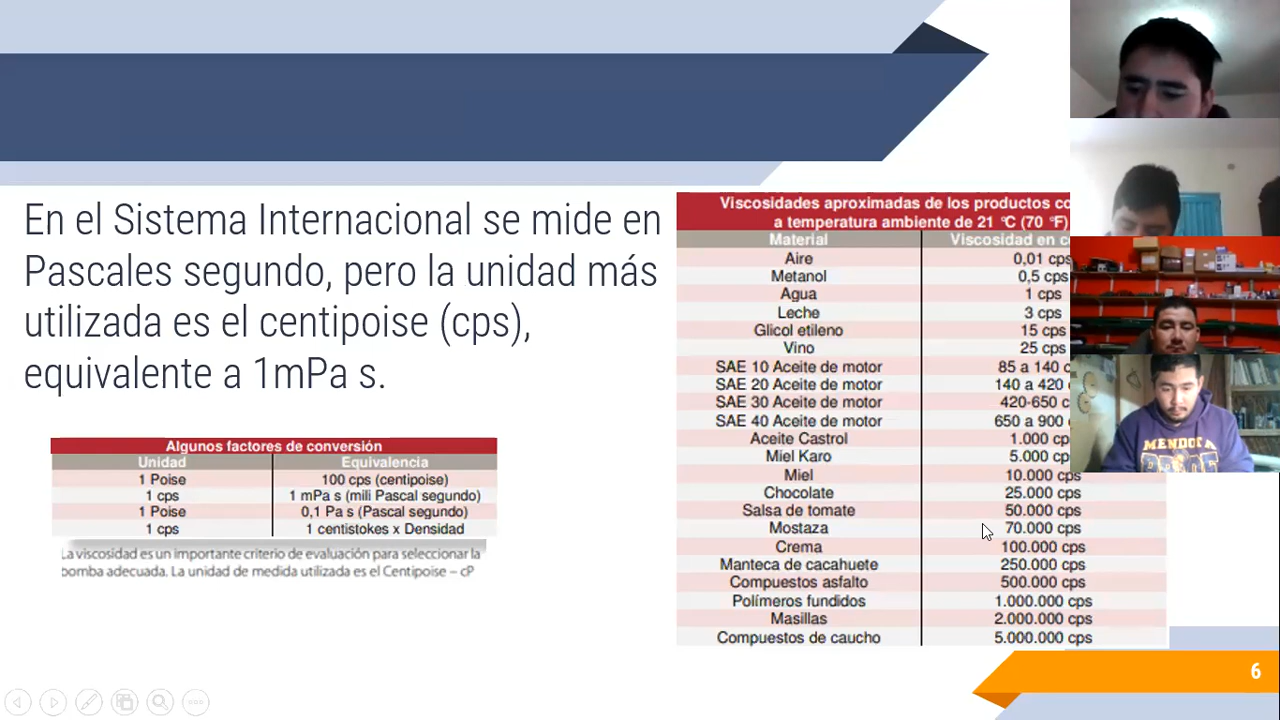 En el Sistema Internacional se mide en
Pascales segundo, pero la unidad más
utilizada es el centipoise (cps),
equivalente a 1mPa s.
Algunos factores de conversión
Unidad Equivalencia
1 Poise 100 cps (centipoise)
1 cps 1 mPa s (mili Pascal segundo)
1 Poise 0,1 Pa s (Pascal segundo)
1 cps 1 centistokes x Densidad
La viscosidad es un importante criterio de evaluación para seleccionar la
bomba adecuada. La unidad de medida utilizada es el Centipoise – cP
Viscosidades aproximadas de los productos
a temperatura ambiente de 21 °C (70 °F)
Material Viscosidad en
Aire 0,01 cps
Metanol 0,5 cps
Agua 1 cps
Leche 3 cps
Glicol etileno 15 cps
Vino 25 cps
SAE 10 Aceite de motor 85 a 140
SAE 20 Aceite de motor 140 a 420
SAE 30 Aceite de motor 420-650
SAE 40 Aceite de motor 650 a 900
Aceite Castrol 1.000 cps
Miel Karo 5.000 cps
Miel 10.000 cps
Chocolate 25.000 cps
Salsa de tomate 50.000 cps
Mostaza 70.000 cps
Crema 100.000 cps
Manteca de cacahuete 250.000 cps
Compuestos asfalto 500.000 cps
Polímeros fundidos 1.000.000 cps
Masillas 2.000.000 cps
Compuestos de caucho 5.000.000 cps
6